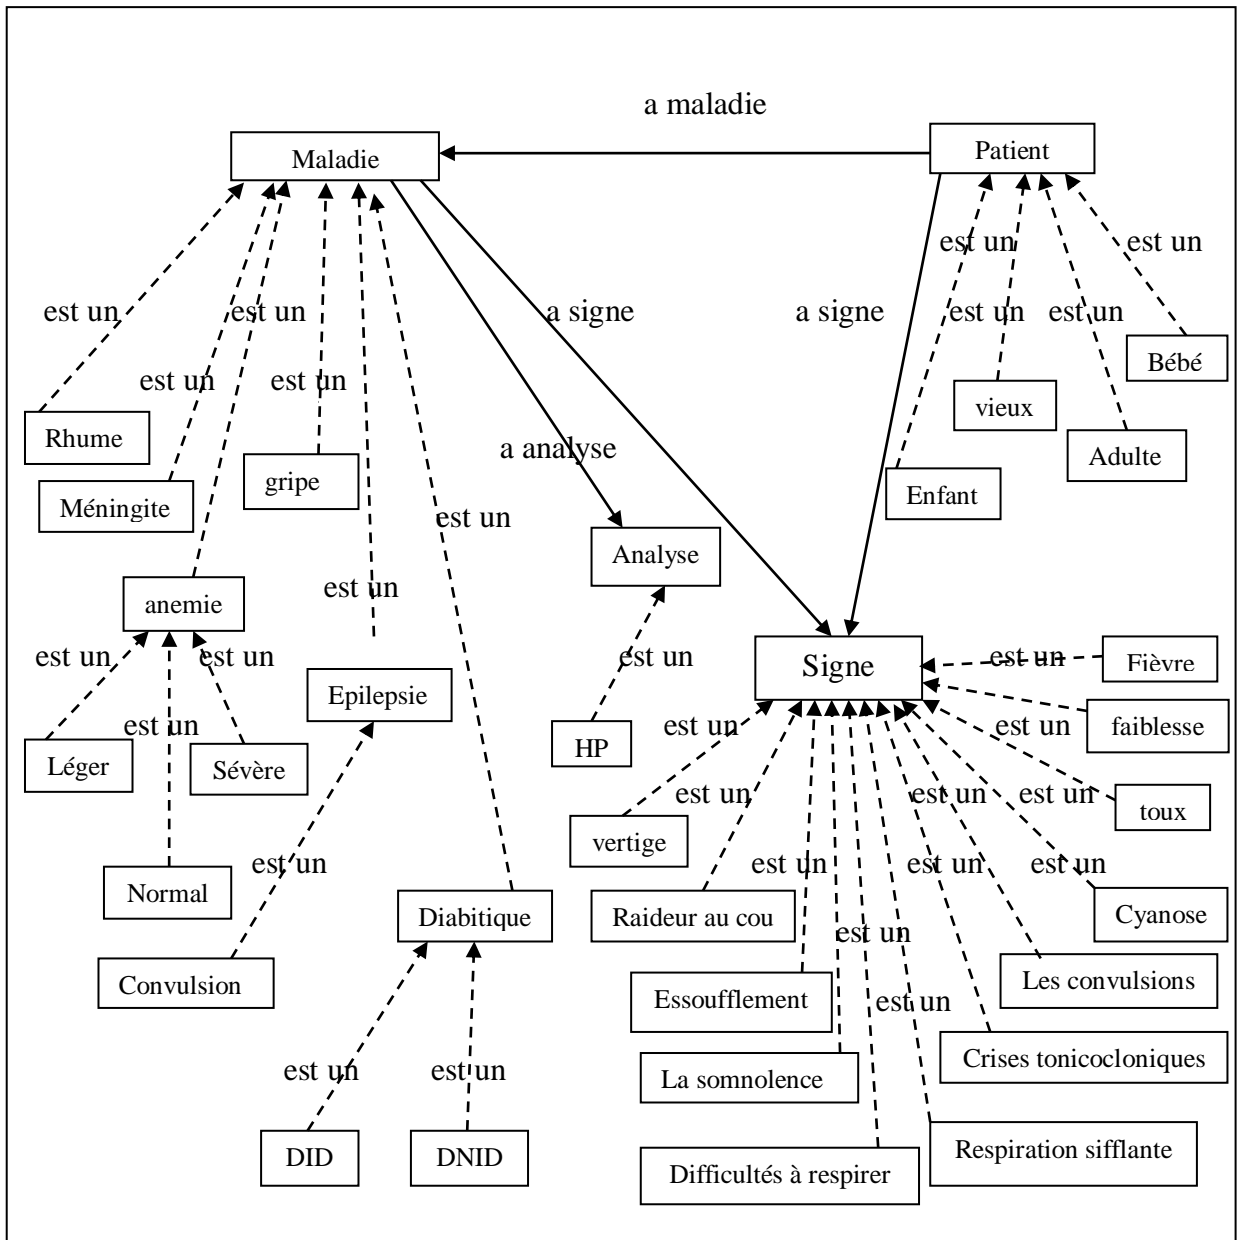 a maladie
Maladie
Patient
est un
est un
est un
est un
a signe
a signe
est un
est un
Bébé
est un
est un
vieux
Rhume
a analyse
Adulte
gripe
Enfant
Méningite
est un
Analyse
est un
anemie
est un
est un
est un
est un
Signe
Fièvre
Epilepsie
est un
est un
est un
faiblesse
Léger
Sévère
HP
est un
est un
est un
toux
vertige
est un
est un
est un
est un
Normal
Diabitique
Raideur au cou
Cyanose
est un
Convulsion
Essoufflement
est un
Les convulsions
La somnolence
Crises tonicocloniques
est un
est un
DID
DNID
Difficultés à respirer
Respiration sifflante